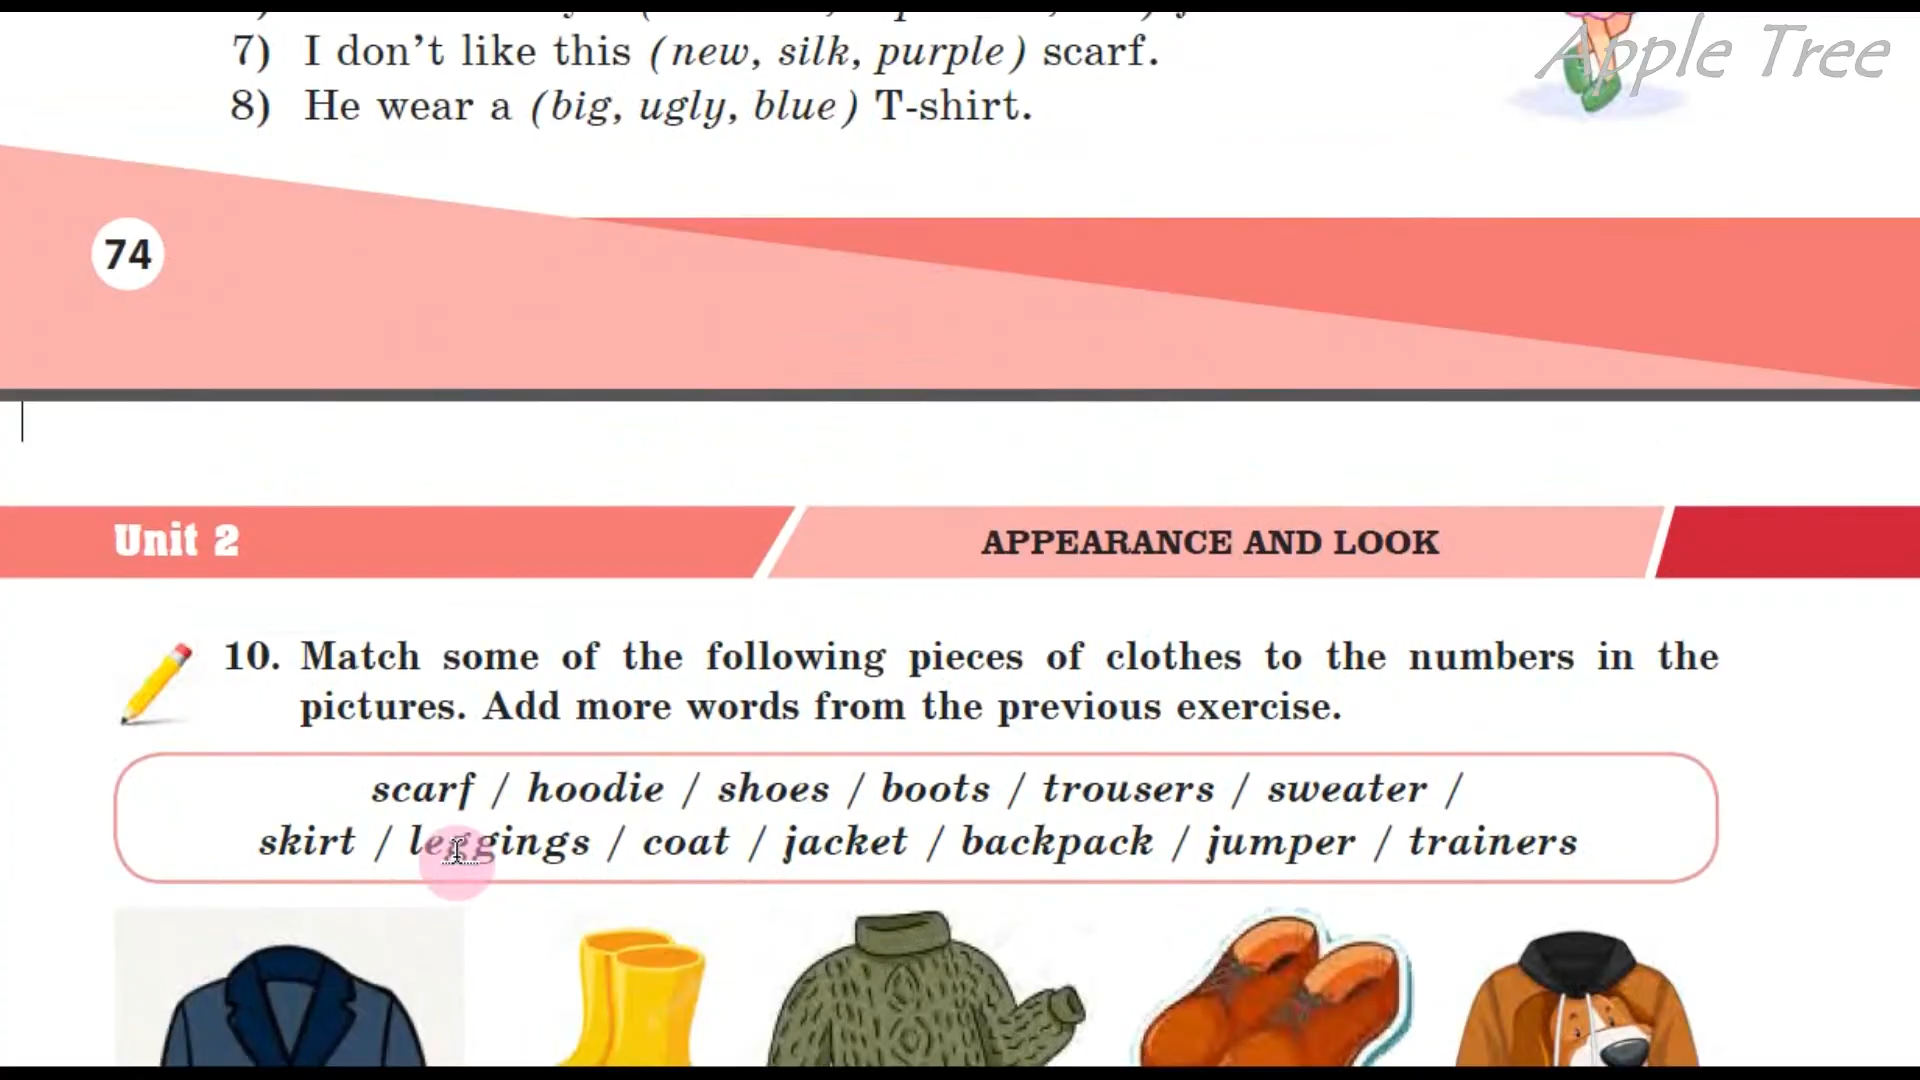 Apple Tree
7) I don't like this (new, silk, purple) scarf.
8) He wear a (big, ugly, blue) T-shirt.
74
Unit 2
APPEARANCE AND LOOK
10. Match some of the following pieces of clothes to the numbers in the
pictures. Add more words from the previous exercise.
scarf / hoodie / shoes / boots / trousers / sweater /
skirt / leggings / coat / jacket / backpack / jumper / trainers